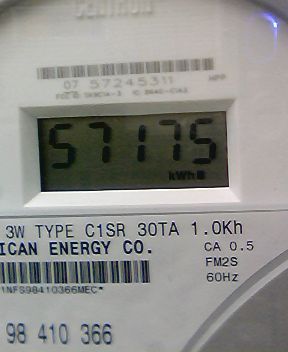 07 57245311
57175
kWh
3W TYPE C1SR 30TA 1.0Kh
ICAN ENERGY CO.
CA 0.5
FM2S
60Hz
98 410 366